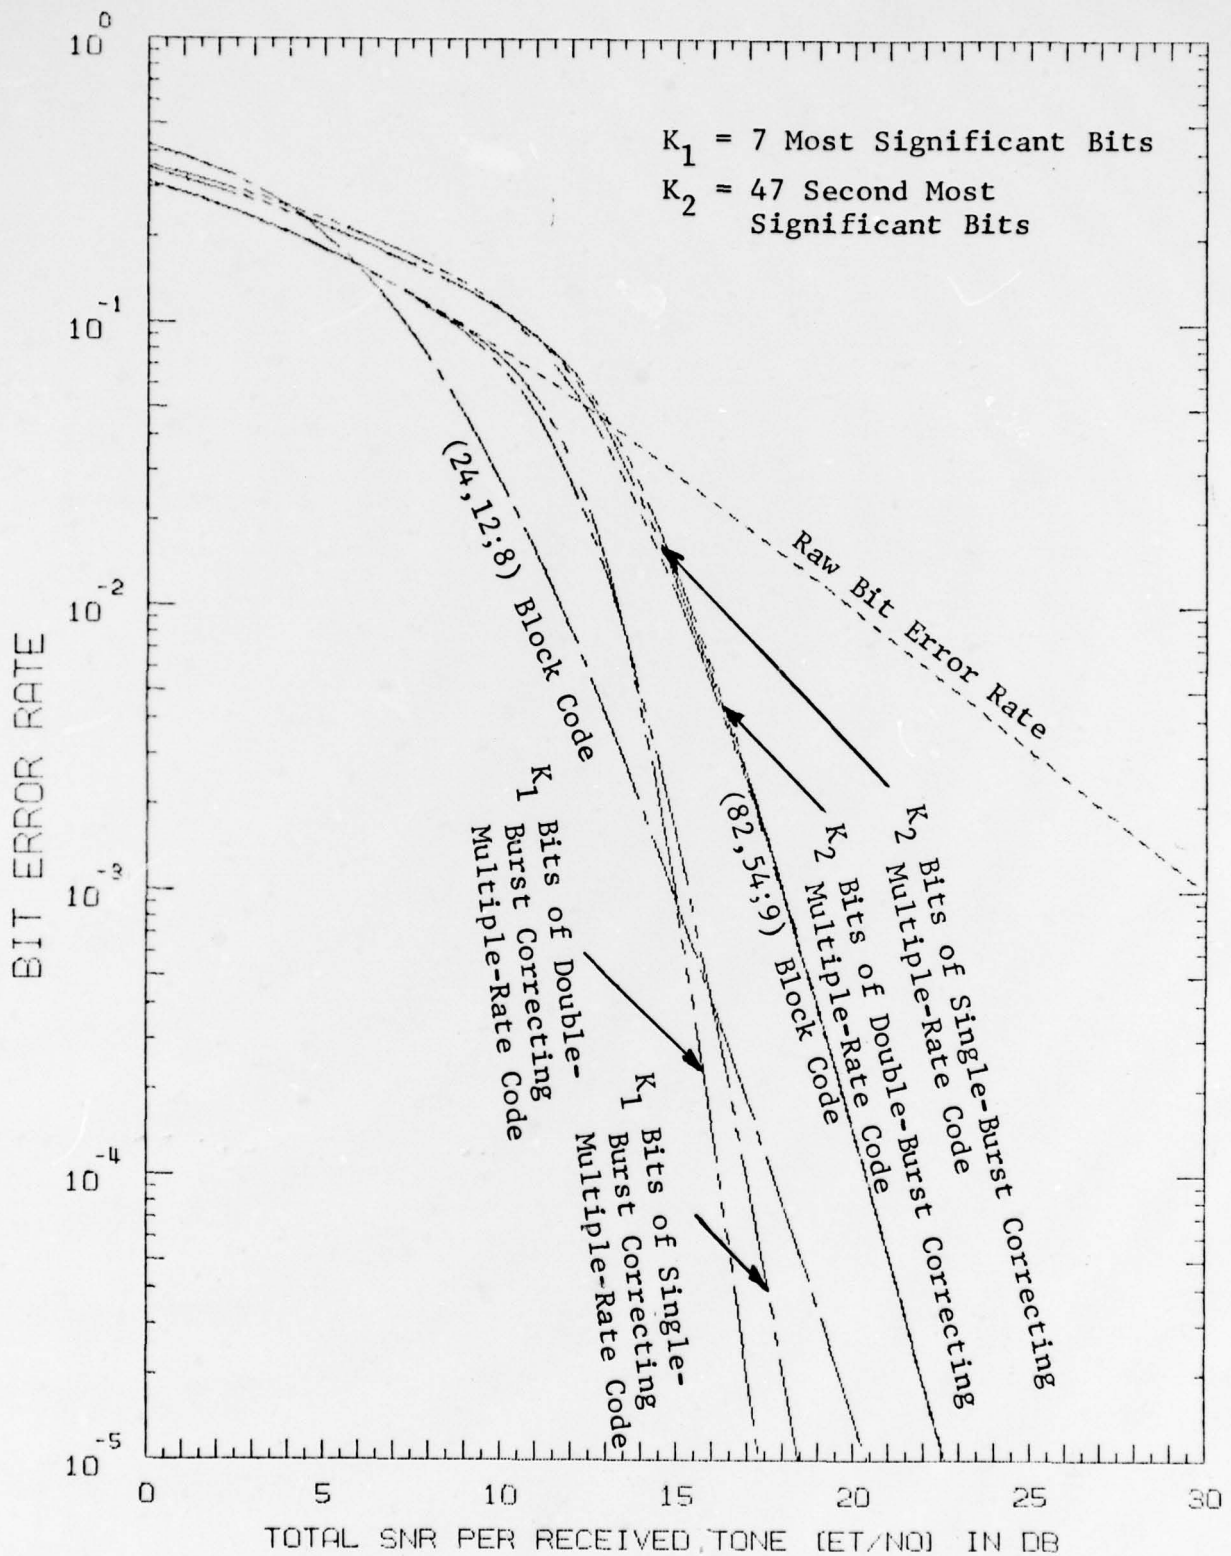 10^0
K1 = 7 Most Significant Bits
K2 = 47 Second Most
Significant Bits
10^-1
(24,12;8) Block Code
Raw Bit Error Rate
10^-2
BIT ERROR RATE
K1 Bits of Double-
Burst Correcting
Multiple-Rate Code
(82,54;9) Block Code
K2 Bits of Double-Burst Correcting
Multiple-Rate Code
K2 Bits of Single-Burst Correcting
Multiple-Rate Code
10^-3
K1 Bits of Single-
Burst Correcting
Multiple-Rate Code
10^-4
10^-5
0 5 10 15 20 25 30
TOTAL SNR PER RECEIVED TONE (ET/NO) IN DB